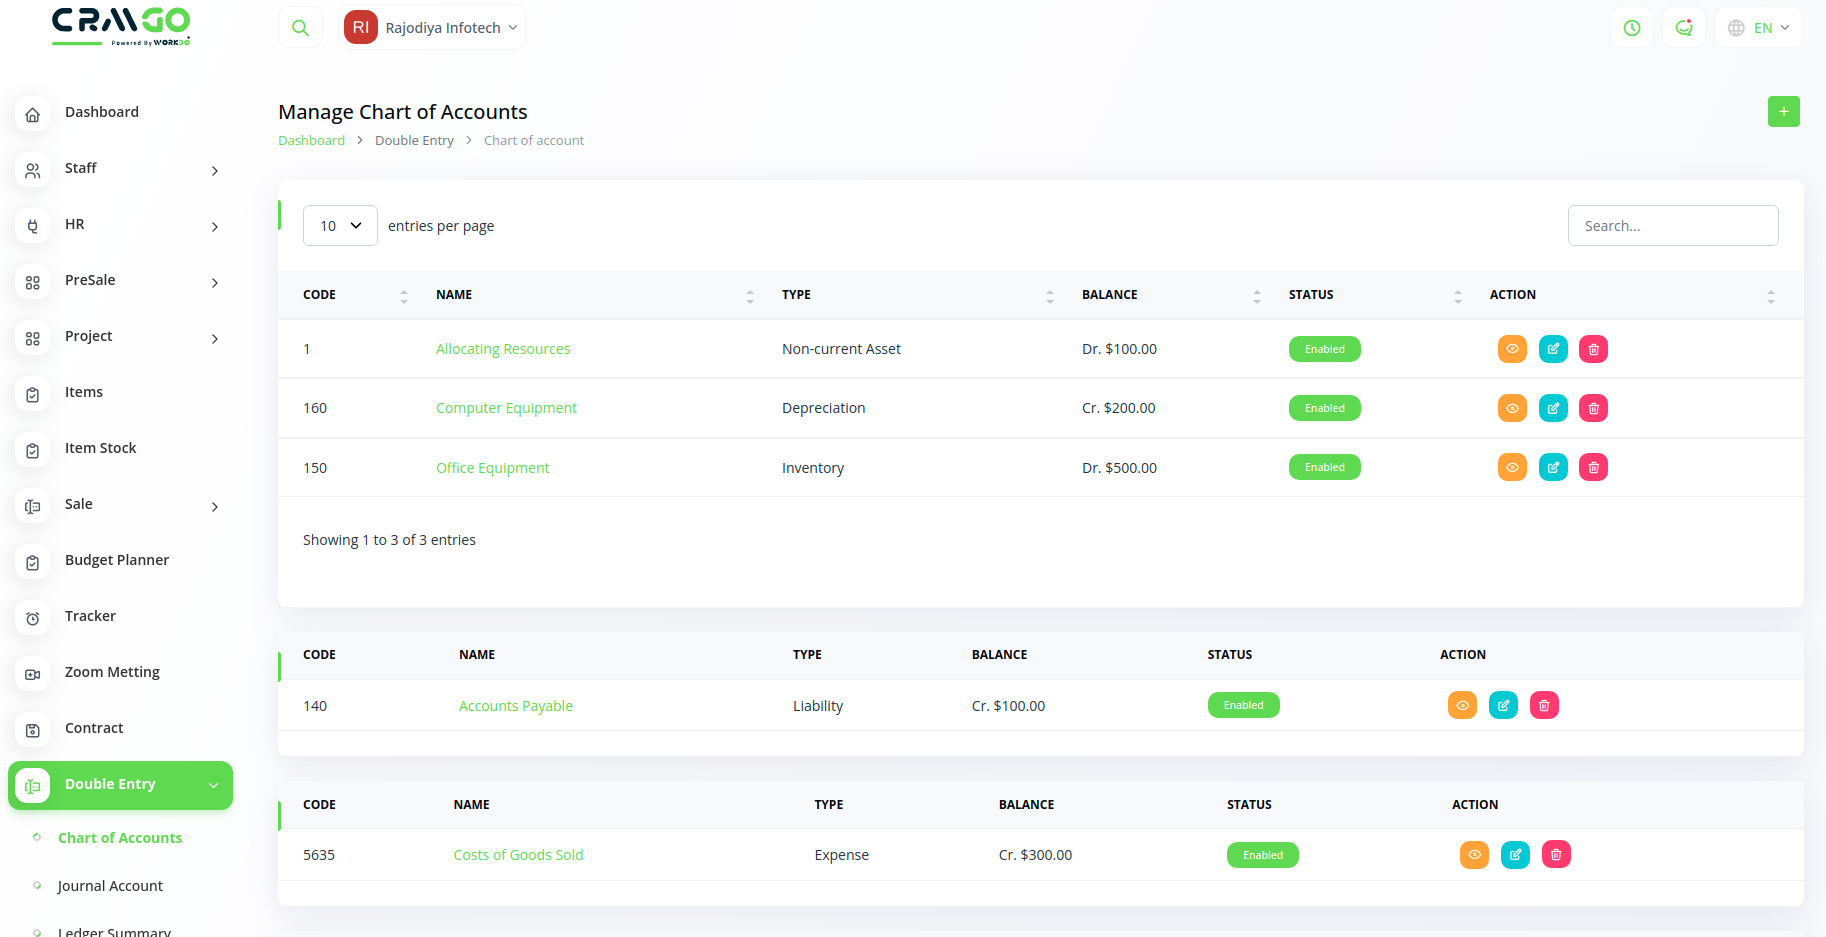 CRMGO
Powered By WORKDO
RI Rajodiya Infotech
EN
Dashboard
Staff
HR
PreSale
Project
Items
Item Stock
Sale
Budget Planner
Tracker
Zoom Metting
Contract
Double Entry
Chart of Accounts
Journal Account
Ledger Summary
Manage Chart of Accounts
Dashboard > Double Entry > Chart of account
+
10 entries per page
Search...
CODE NAME TYPE BALANCE STATUS ACTION
1 Allocating Resources Non-current Asset Dr. $100.00 Enabled
160 Computer Equipment Depreciation Cr. $200.00 Enabled
150 Office Equipment Inventory Dr. $500.00 Enabled
Showing 1 to 3 of 3 entries
CODE NAME TYPE BALANCE STATUS ACTION
140 Accounts Payable Liability Cr. $100.00 Enabled
CODE NAME TYPE BALANCE STATUS ACTION
5635 Costs of Goods Sold Expense Cr. $300.00 Enabled